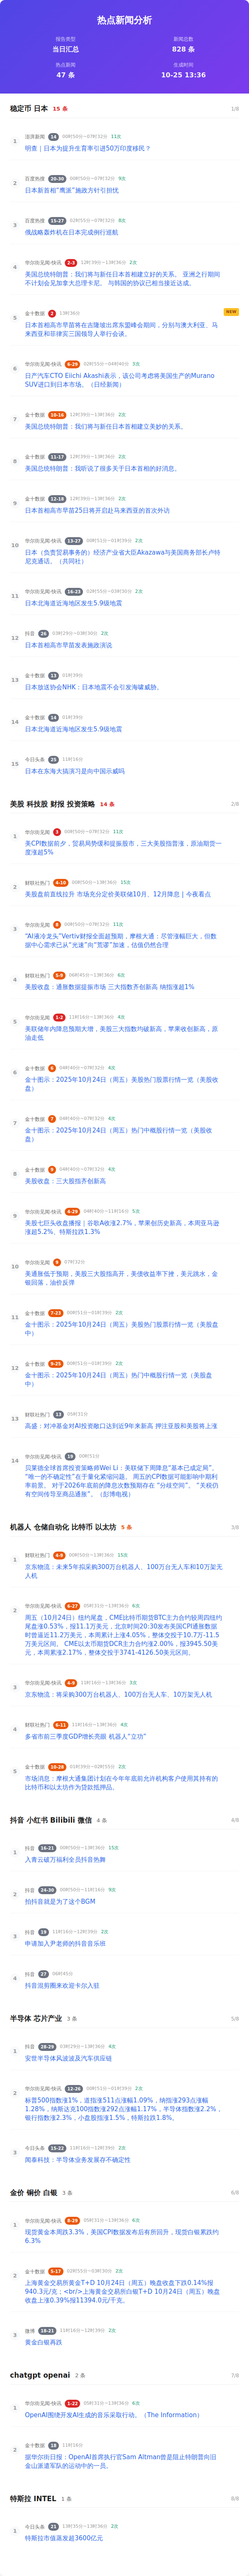 热点新闻分析
报告类型
当日汇总
新闻总数
828 条
热点新闻
47 条
生成时间
10-25 13:36
稳定币 日本 15 条 1/8
1
澎湃新闻 14 00时50分~07时32分 11次
明查｜日本为提升生育率引进50万印度移民？
2
百度热搜 26-30 00时50分~07时32分 9次
日本新首相“鹰派”施政方针引担忧
3
百度热搜 15-27 02时55分~07时32分 8次
俄战略轰炸机在日本完成例行巡航
4
华尔街见闻·快讯 2-3 12时39分~13时36分 2次
美国总统特朗普：我们将与新任日本首相建立好的关系。 亚洲之行期间
不计划会见加拿大总理卡尼。 与韩国的协议已相当接近达成。
5
金十数据 2 13时36分
NEW
日本首相高市早苗将在吉隆坡出席东盟峰会期间，分别与澳大利亚、马
来西亚和菲律宾三国领导人举行会谈。
6
华尔街见闻·快讯 6-29 02时55分~04时40分 3次
日产汽车CTO Eiichi Akashi表示，该公司考虑将美国生产的Murano
SUV进口到日本市场。（日经新闻）
7
金十数据 10-16 12时39分~13时36分 2次
美国总统特朗普：我们将与新任日本首相建立美妙的关系。
8
金十数据 11-17 12时39分~13时36分 2次
美国总统特朗普：我听说了很多关于日本首相的好消息。
9
金十数据 12-18 12时39分~13时36分 2次
日本首相高市早苗25日将开启赴马来西亚的首次外访
10
华尔街见闻·快讯 13-27 00时51分~01时39分 2次
日本（负责贸易事务的）经济产业省大臣Akazawa与美国商务部长卢特
尼克通话。（共同社）
11
华尔街见闻·快讯 16-23 02时55分~03时50分 2次
日本北海道近海地区发生5.9级地震
12
抖音 26 03时29分~03时50分 2次
日本首相高市早苗发表施政演说
13
金十数据 13 01时39分
日本放送协会NHK：日本地震不会引发海啸威胁。
14
金十数据 14 01时39分
日本北海道近海地区发生5.9级地震
15
今日头条 25 11时16分
日本在东海大搞演习是向中国示威吗
美股 科技股 财报 投资策略 14 条 2/8
1
华尔街见闻 3 00时50分~07时32分 11次
美CPI数据前夕，贸易局势缓和提振股市，三大美股指普涨，原油期货一
度涨超5%
2
财联社热门 4-10 00时50分~13时36分 15次
美股盘前直线拉升 市场充分定价美联储10月、12月降息｜今夜看点
3
华尔街见闻 8 00时50分~07时32分 11次
“AI液冷龙头”Vertiv财报全面超预期，摩根大通：尽管涨幅巨大，但数
据中心需求已从“光速”向“荒谬”加速，估值仍然合理
4
财联社热门 5-9 06时45分~13时36分 6次
美股收盘：通胀数据提振市场 三大指数齐创新高 纳指涨超1%
5
华尔街见闻 1-2 11时16分~13时36分 4次
美联储年内降息预期大增，美股三大指数均破新高，苹果收创新高，原
油走低
6
金十数据 6 04时40分~07时32分 4次
金十图示：2025年10月24日（周五）美股热门股票行情一览（美股收
盘）
7
金十数据 7 04时40分~07时32分 4次
金十图示：2025年10月24日（周五）美股热门中概股行情一览（美股收
盘）
8
金十数据 8 04时40分~07时32分 4次
美股收盘：三大股指齐创新高
9
华尔街见闻·快讯 6-29 04时40分~11时16分 5次
美股七巨头收盘播报｜谷歌A收涨2.7%，苹果创历史新高，本周亚马逊
涨超5.2%、特斯拉跌1.3%
10
华尔街见闻 9 07时32分
美通胀低于预期，美股三大股指高开，美债收益率下挫，美元跳水，金
银回落，油价反弹
11
金十数据 7-23 00时51分~01时39分 2次
金十图示：2025年10月24日（周五）美股热门股票行情一览（美股盘
中）
12
金十数据 9-25 00时51分~01时39分 2次
金十图示：2025年10月24日（周五）美股热门中概股行情一览（美股盘
中）
13
财联社热门 13 05时31分
高盛：对冲基金对AI投资敞口达到近9年来新高 押注亚股和美股将上涨
14
华尔街见闻·快讯 19 00时51分
贝莱德全球首席投资策略师Wei Li：美联储下周降息“基本已成定局”。
“唯一的不确定性”在于量化紧缩问题。 周五的CPI数据可能影响中期利
率前景。 对于2026年底前的降息次数预期存在 “分歧空间”。 “关税仍
有空间传导至商品通胀”。（彭博电视）
机器人 仓储自动化 比特币 以太坊 5 条 3/8
1
财联社热门 4-9 00时50分~13时36分 15次
京东物流：未来5年拟采购300万台机器人、100万台无人车和10万架无
人机
2
华尔街见闻·快讯 6-27 05时31分~13时36分 6次
周五（10月24日）纽约尾盘，CME比特币期货BTC主力合约较周四纽约
尾盘涨0.53%，报11.1万美元，北京时间20:30发布美国CPI通胀数据
时曾逼近11.2万美元，本周累计上涨4.05%，整体交投于10.7万-11.5
万美元区间。 CME以太币期货DCR主力合约涨2.00%，报3945.50美
元，本周涨2.17%，整体交投于3741-4126.50美元区间。
3
华尔街见闻·快讯 4-9 11时16分~13时36分 3次
京东物流：将采购300万台机器人、100万台无人车、10万架无人机
4
财联社热门 6-11 11时16分~13时36分 4次
多省市前三季度GDP增长亮眼 机器人“立功”
5
金十数据 10-28 01时39分~02时55分 2次
市场消息：摩根大通集团计划在今年年底前允许机构客户使用其持有的
比特币和以太坊作为贷款抵押品。
抖音 小红书 Bilibili 微信 4 条 4/8
1
抖音 16-21 00时50分~13时36分 15次
入青云破万福利全员抖音热舞
2
抖音 24-30 00时50分~11时16分 9次
拍抖音就是为了这个BGM
3
抖音 19 11时16分~12时39分 2次
申请加入尹老师的抖音音乐班
4
抖音 27 06时45分
抖音混剪圈来欢迎卡尔入驻
半导体 芯片产业 3 条 5/8
1
抖音 28-29 03时29分~13时36分 4次
安世半导体风波波及汽车供应链
2
华尔街见闻·快讯 12-26 00时51分~01时39分 2次
标普500指数涨1%，道指涨511点涨幅1.09%，纳指涨293点涨幅
1.28%，纳斯达克100指数涨292点涨幅1.17%，半导体指数涨2.2%，
银行指数涨2.3%，小盘股指涨1.5%，特斯拉跌1.8%。
3
今日头条 15-22 11时16分~12时39分 2次
闻泰科技：半导体业务发展存不确定性
金价 铜价 白银 3 条 6/8
1
华尔街见闻·快讯 8-29 05时31分~13时36分 6次
现货黄金本周跌3.3%，美国CPI数据发布后有所回升，现货白银累跌约
6.3%
2
金十数据 5-17 02时55分~03时50分 2次
上海黄金交易所黄金T+D 10月24日（周五）晚盘收盘下跌0.14%报
940.3元/克；<br/>上海黄金交易所白银T+D 10月24日（周五）晚盘
收盘上涨0.39%报11394.0元/千克。
3
微博 18-21 11时16分~12时39分 2次
黄金白银再跌
chatgpt openai 2 条 7/8
1
华尔街见闻·快讯 1-22 05时31分~13时36分 6次
OpenAI围绕开发AI生成的音乐采取行动。（The Information）
2
金十数据 18 11时16分
据华尔街日报：OpenAI首席执行官Sam Altman曾是阻止特朗普向旧
金山派遣军队的运动中的一员。
特斯拉 INTEL 1 条 8/8
1
今日头条 21 12时35分~13时36分 2次
特斯拉市值蒸发超3600亿元